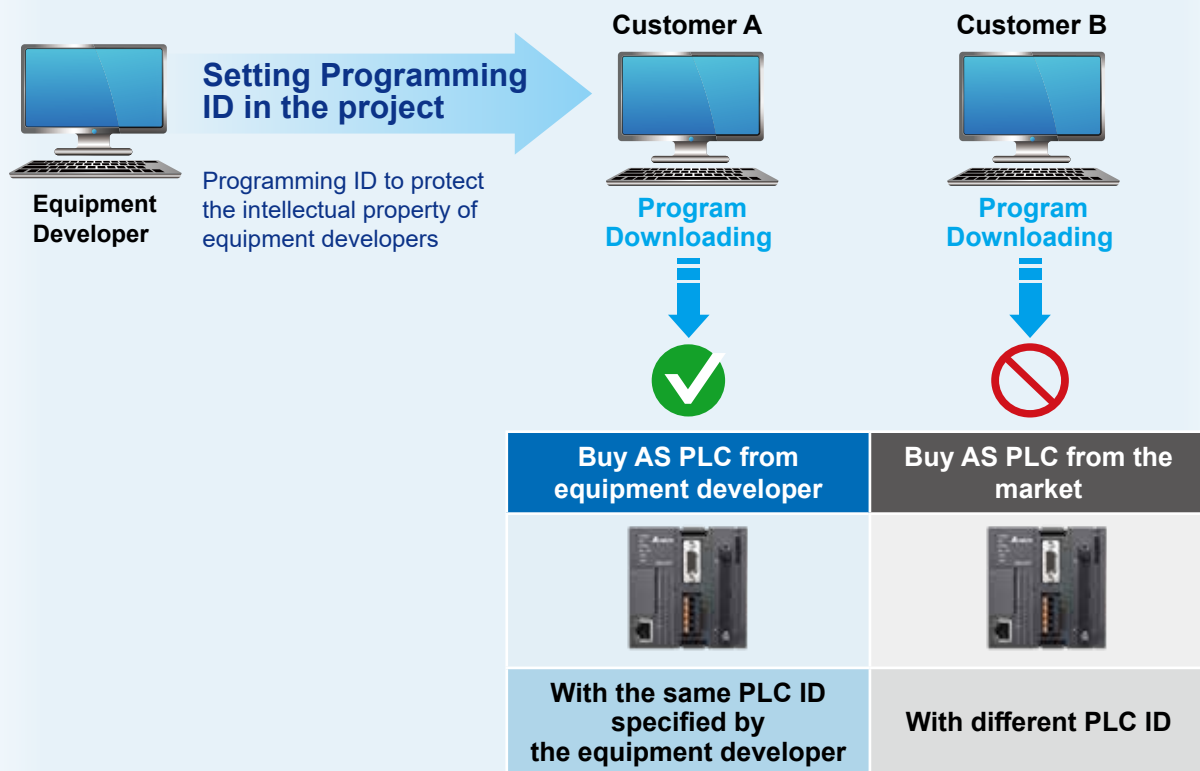 Customer A
Customer B
Setting Programming
ID in the project
Programming ID to protect
the intellectual property of
equipment developers
Equipment
Developer
Program
Downloading
Program
Downloading
Buy AS PLC from
equipment developer
Buy AS PLC from the
market
With the same PLC ID
specified by
the equipment developer
With different PLC ID